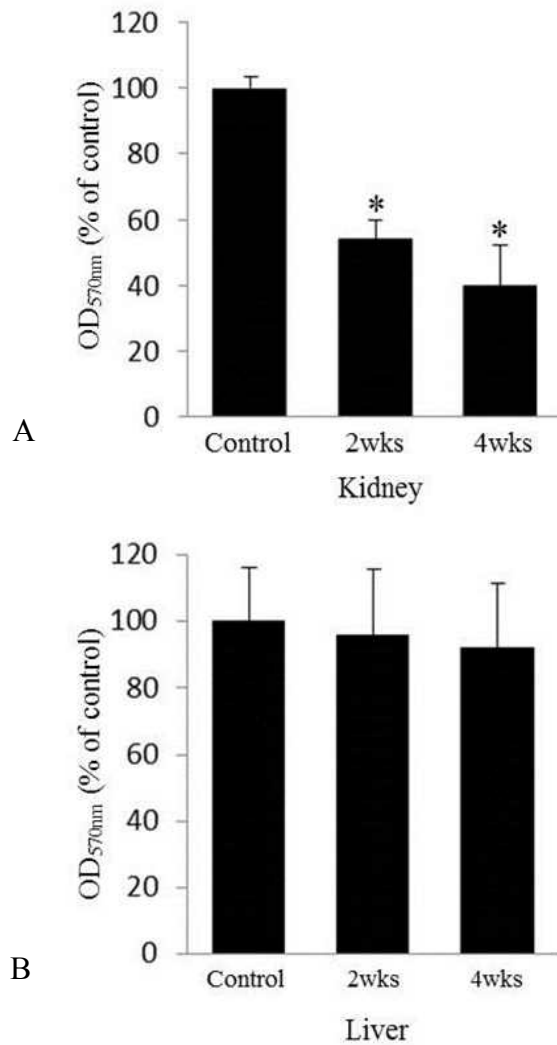 120
100
80
60
40
20
0
OD570nm (% of control)
*
*
Control 2wks 4wks
Kidney
A
120
100
80
60
40
20
0
OD570nm (% of control)
Control 2wks 4wks
Liver
B